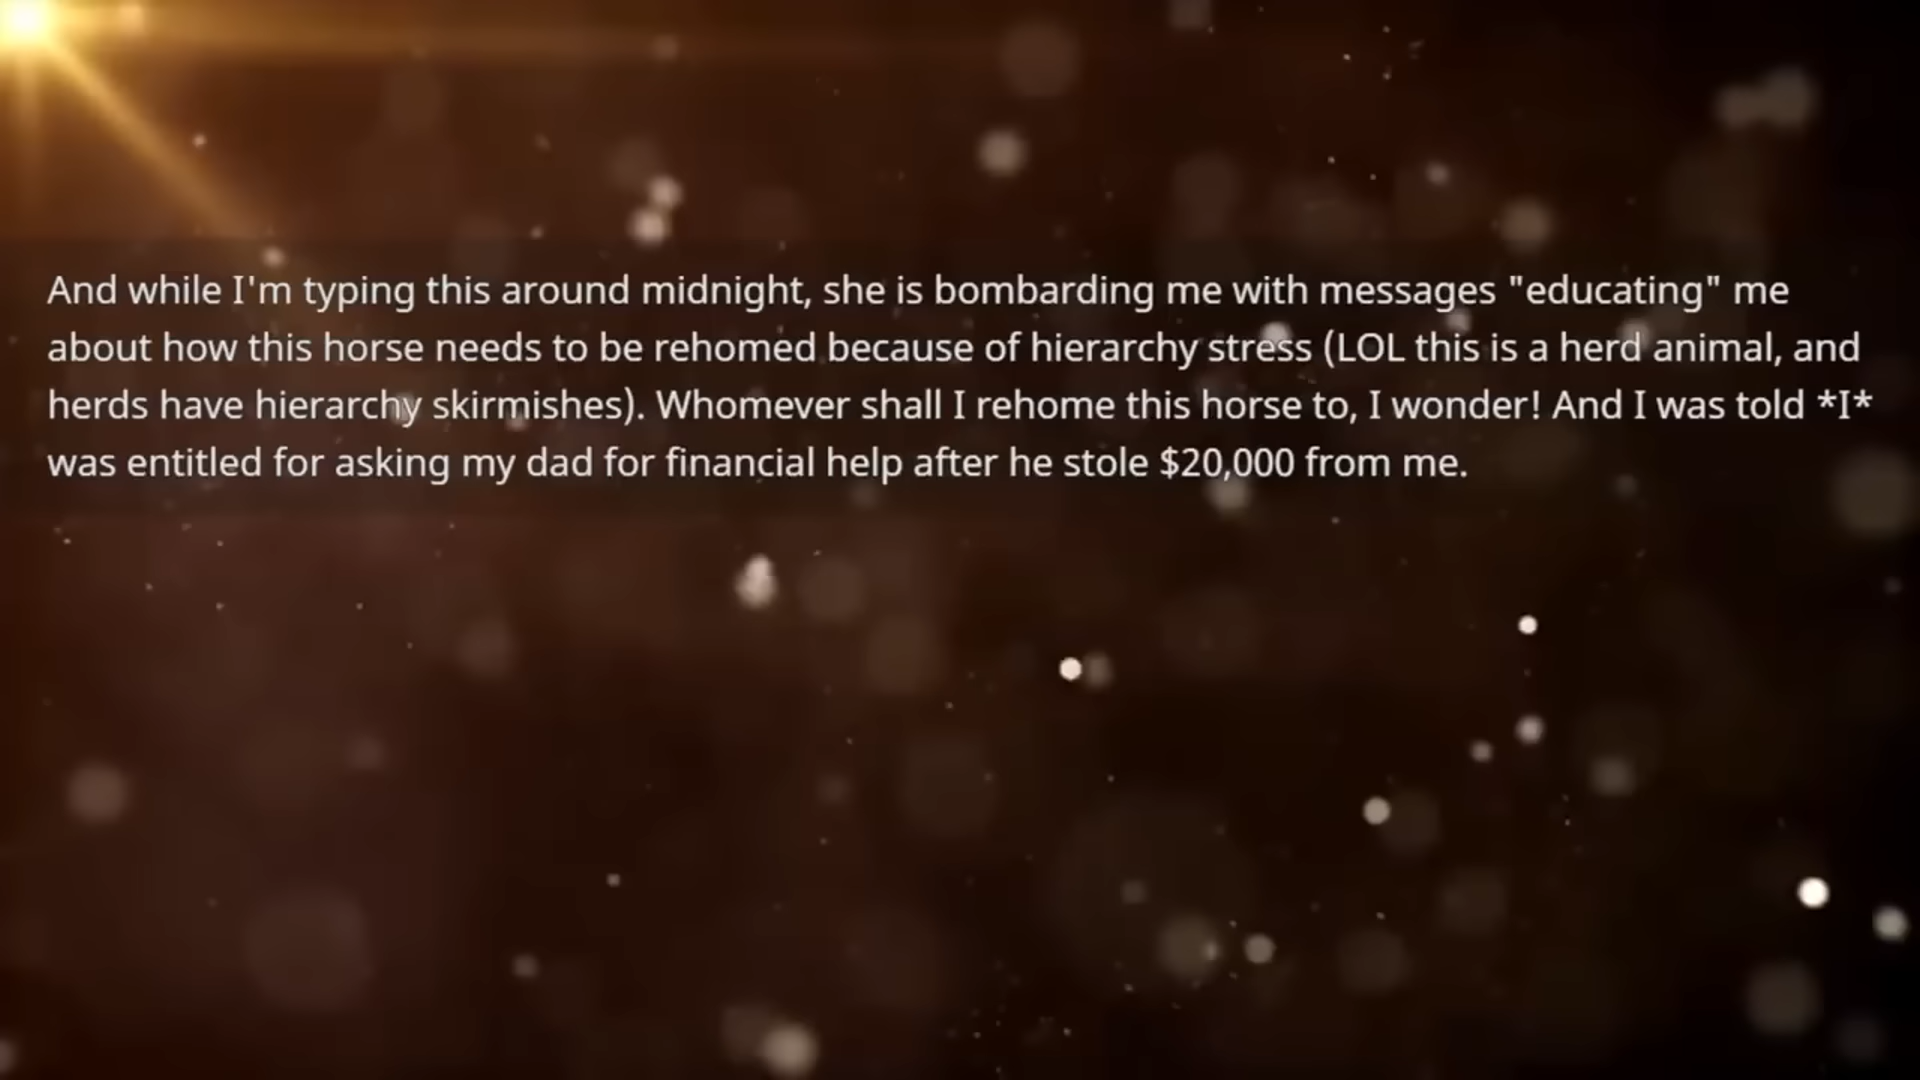 And while I'm typing this around midnight, she is bombarding me with messages "educating" me
about how this horse needs to be rehomed because of hierarchy stress (LOL this is a herd animal, and
herds have hierarchy skirmishes). Whomever shall I rehome this horse to, I wonder! And I was told *I*
was entitled for asking my dad for financial help after he stole $20,000 from me.